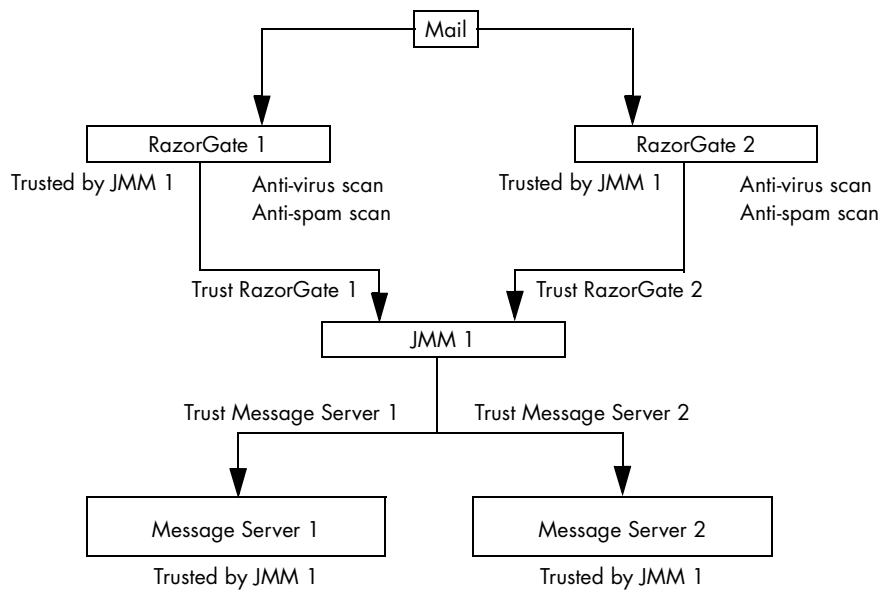 Mail
RazorGate 1
RazorGate 2
Trusted by JMM 1
Anti-virus scan
Anti-spam scan
Trusted by JMM 1
Anti-virus scan
Anti-spam scan
Trust RazorGate 1
Trust RazorGate 2
JMM 1
Trust Message Server 1
Trust Message Server 2
Message Server 1
Message Server 2
Trusted by JMM 1
Trusted by JMM 1